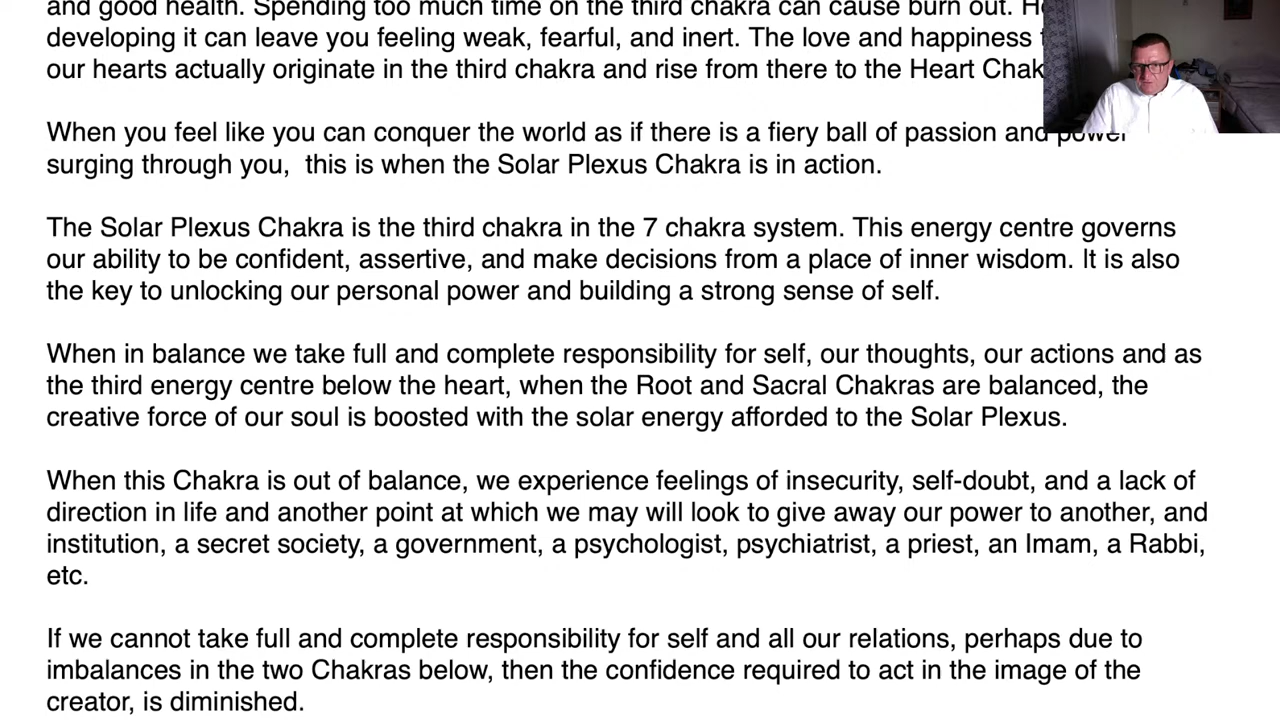 and good health. Spending too much time on the third chakra can cause burn out.
developing it can leave you feeling weak, fearful, and inert. The love and happiness
our hearts actually originate in the third chakra and rise from there to the Heart
When you feel like you can conquer the world as if there is a fiery ball of passion and power
surging through you,  this is when the Solar Plexus Chakra is in action.
The Solar Plexus Chakra is the third chakra in the 7 chakra system. This energy centre governs
our ability to be confident, assertive, and make decisions from a place of inner wisdom. It is also
the key to unlocking our personal power and building a strong sense of self.
When in balance we take full and complete responsibility for self, our thoughts, our actions and as
the third energy centre below the heart, when the Root and Sacral Chakras are balanced, the
creative force of our soul is boosted with the solar energy afforded to the Solar Plexus.
When this Chakra is out of balance, we experience feelings of insecurity, self-doubt, and a lack of
direction in life and another point at which we may will look to give away our power to another, and
institution, a secret society, a government, a psychologist, psychiatrist, a priest, an Imam, a Rabbi,
etc.
If we cannot take full and complete responsibility for self and all our relations, perhaps due to
imbalances in the two Chakras below, then the confidence required to act in the image of the
creator, is diminished.